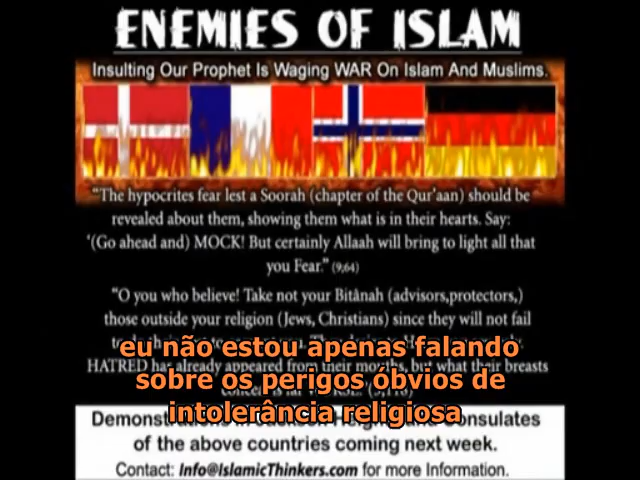 ENEMIES OF ISLAM
Insulting Our Prophet Is Waging WAR On Islam And Muslims.
“The hypocrites fear lest a Soorah (chapter of the Qur’aan) should be
revealed about them, showing them what is in their hearts. Say:
‘(Go ahead and) MOCK! But certainly Allaah will bring to light all that
you Fear.” (9,64)
“O you who believe! Take not your Bitânah (advisors,protectors,)
those outside your religion (Jews, Christians) since they will not fail
eu não estou apenas falando
HATRED has already appeared from their mouths, but what their breasts
sobre os perigos óbvios de
intolerância religiosa
of the above countries coming next week.
Contact: Info@IslamicThinkers.com for more Information.